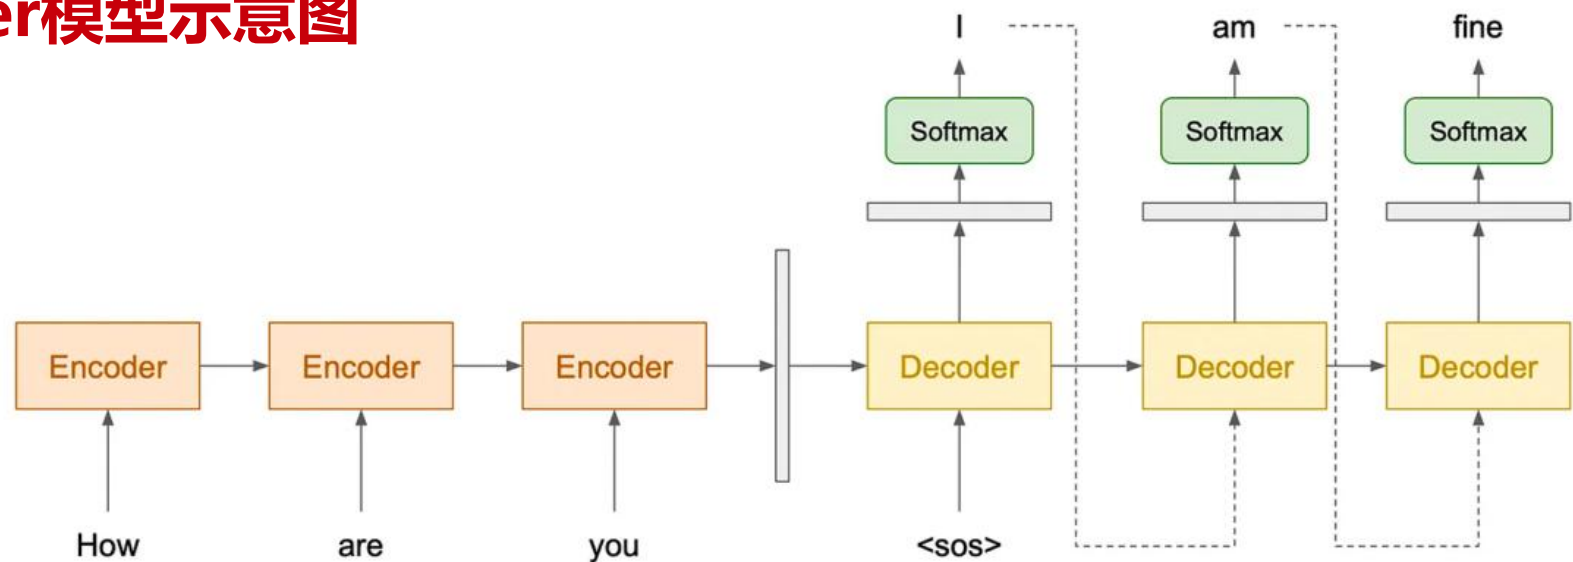 er模型示意图
I am fine
Softmax Softmax Softmax
Encoder Encoder Encoder Decoder Decoder Decoder
How are you <sos>